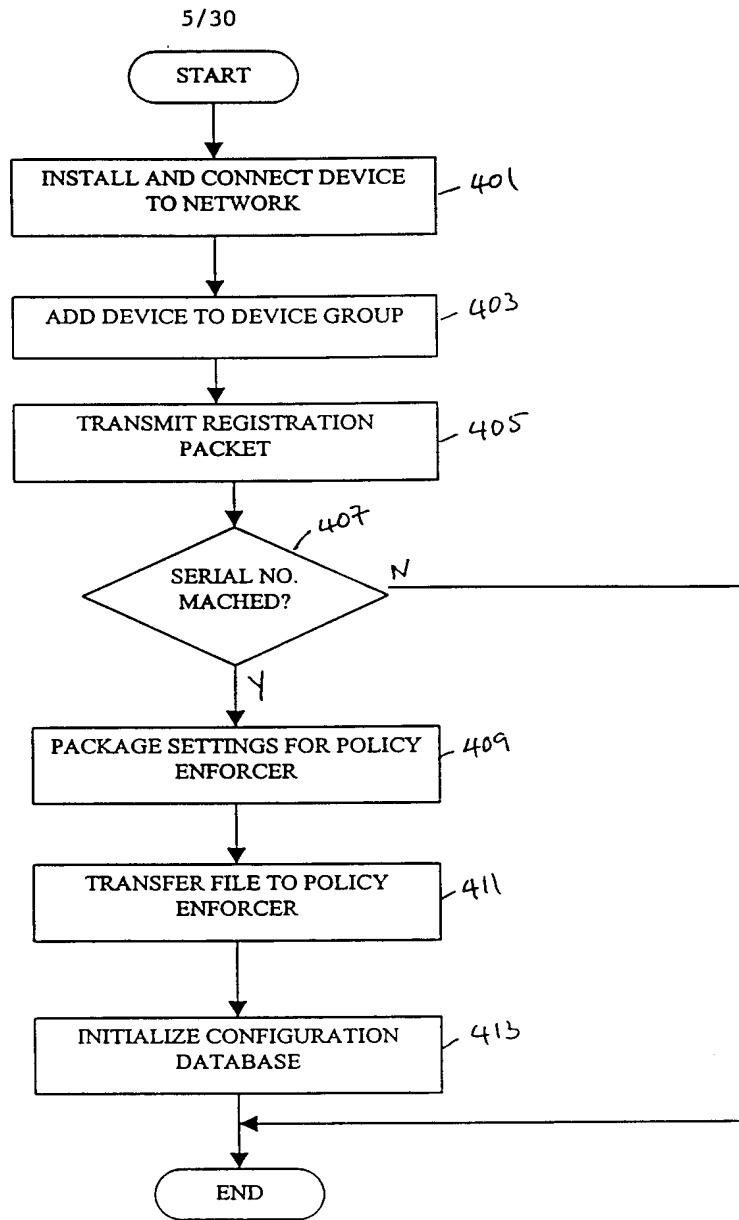 5/30
START
INSTALL AND CONNECT DEVICE
TO NETWORK
401
ADD DEVICE TO DEVICE GROUP
403
TRANSMIT REGISTRATION
PACKET
405
407
SERIAL NO.
MACHED?
N
Y
PACKAGE SETTINGS FOR POLICY
ENFORCER
409
TRANSFER FILE TO POLICY
ENFORCER
411
INITIALIZE CONFIGURATION
DATABASE
413
END